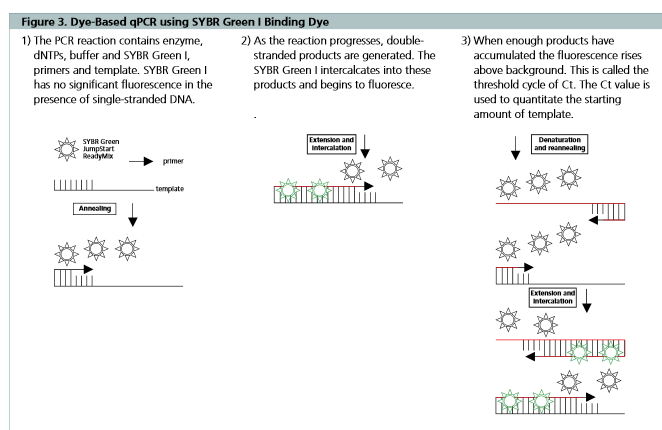 Figure 3. Dye-Based qPCR using SYBR Green I Binding Dye
1) The PCR reaction contains enzyme,
dNTPs, buffer and SYBR Green I,
primers and template. SYBR Green I
has no significant fluorescence in the
presence of single-stranded DNA.
SYBR Green
JumpStart
ReadyMix
primer
template
Annealing
2) As the reaction progresses, double-
stranded products are generated. The
SYBR Green I intercalcates into these
products and begins to fluoresce.
.
Extension and
intercalation
3) When enough products have
accumulated the fluorescence rises
above background. This is called the
threshold cycle of Ct. The Ct value is
used to quantitate the starting
amount of template.
Denaturation
and reannealing
Extension and
Intercalation